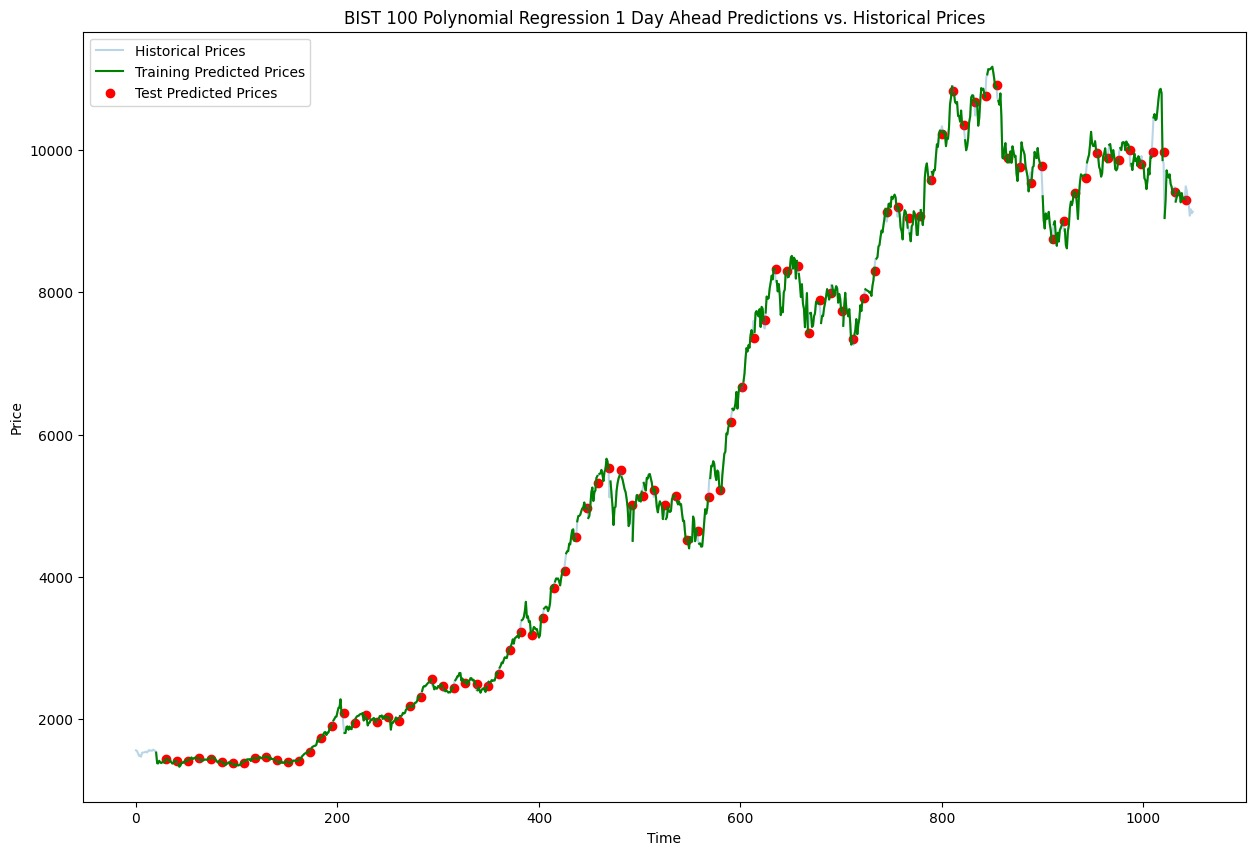 BIST 100 Polynomial Regression 1 Day Ahead Predictions vs. Historical Prices
Historical Prices
Training Predicted Prices
Test Predicted Prices
10000
8000
6000
4000
2000
Price
0 200 400 600 800 1000
Time